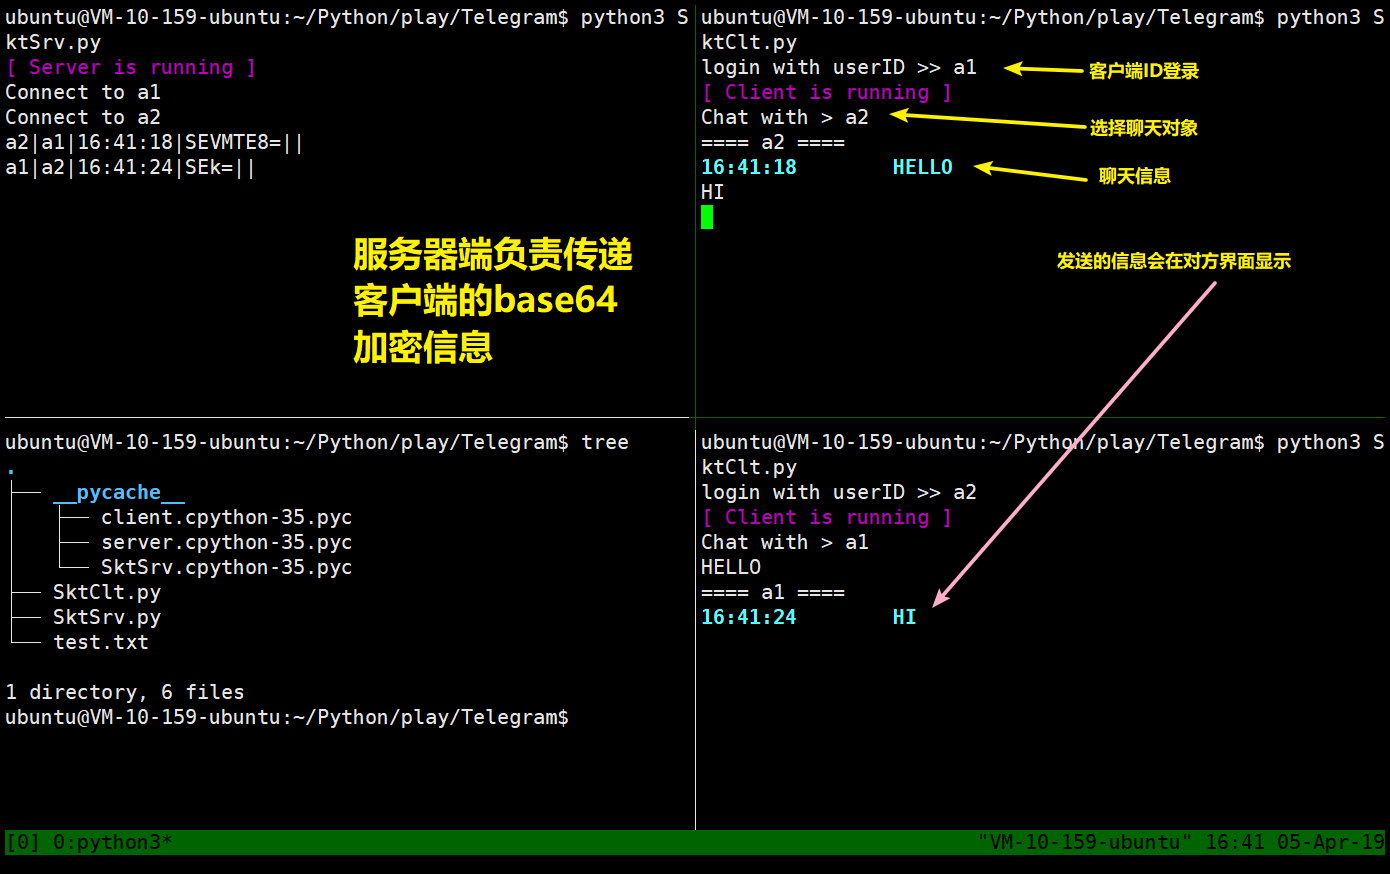 ubuntu@VM-10-159-ubuntu:~/Python/play/Telegram$ python3 S
ktSrv.py
[ Server is running ]
Connect to a1
Connect to a2
a2|a1|16:41:18|SEVMTE8=||
a1|a2|16:41:24|SEk=||
服务器端负责传递
客户端的base64
加密信息
ubuntu@VM-10-159-ubuntu:~/Python/play/Telegram$ python3 S
ktClt.py
login with userID >> a1
客户端ID登录
[ Client is running ]
Chat with > a2
选择聊天对象
==== a2 ====
16:41:18 HELLO
聊天信息
HI
发送的信息会在对方界面显示
ubuntu@VM-10-159-ubuntu:~/Python/play/Telegram$ tree
.
├── __pycache__
│   ├── client.cpython-35.pyc
│   ├── server.cpython-35.pyc
│   └── SktSrv.cpython-35.pyc
├── SktClt.py
├── SktSrv.py
└── test.txt
1 directory, 6 files
ubuntu@VM-10-159-ubuntu:~/Python/play/Telegram$
ubuntu@VM-10-159-ubuntu:~/Python/play/Telegram$ python3 S
ktClt.py
login with userID >> a2
[ Client is running ]
Chat with > a1
HELLO
==== a1 ====
16:41:24 HI
[0] 0:python3* "VM-10-159-ubuntu" 16:41 05-Apr-19